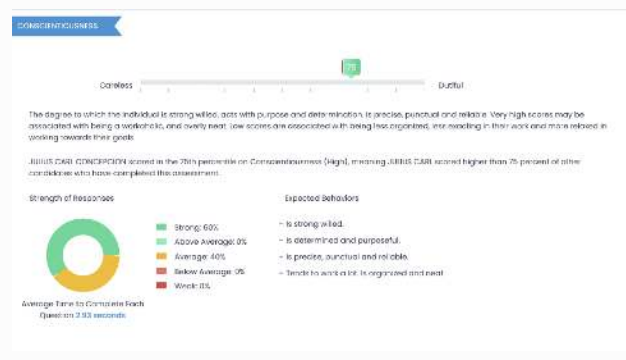 CONSCIENTIOUSNESS
75
Careless
Dutiful
The degree to which the individual is strong willed, acts with purpose and determination, is precise, punctual and reliable. Very high scores may be
associated with being a workaholic, and overly neat. Low scores are associated with being less organized, less exacting in their work and more relaxed in
working towards their goals.
JULIUS CARL CONCEPCION scored in the 75th percentile on Conscientiousness (High), meaning JULIUS CARL scored higher than 75 percent of other
candidates who have completed this assessment.
Strength of Responses
Strong: 60%
Above Average: 0%
Average: 40%
Below Average: 0%
Weak: 0%
Average Time to Complete Each
Question 2.93 seconds
Expected Behaviors
- Is strong willed.
- Is determined and purposeful.
- Is precise, punctual and reliable.
- Tends to work a lot. Is organized and neat